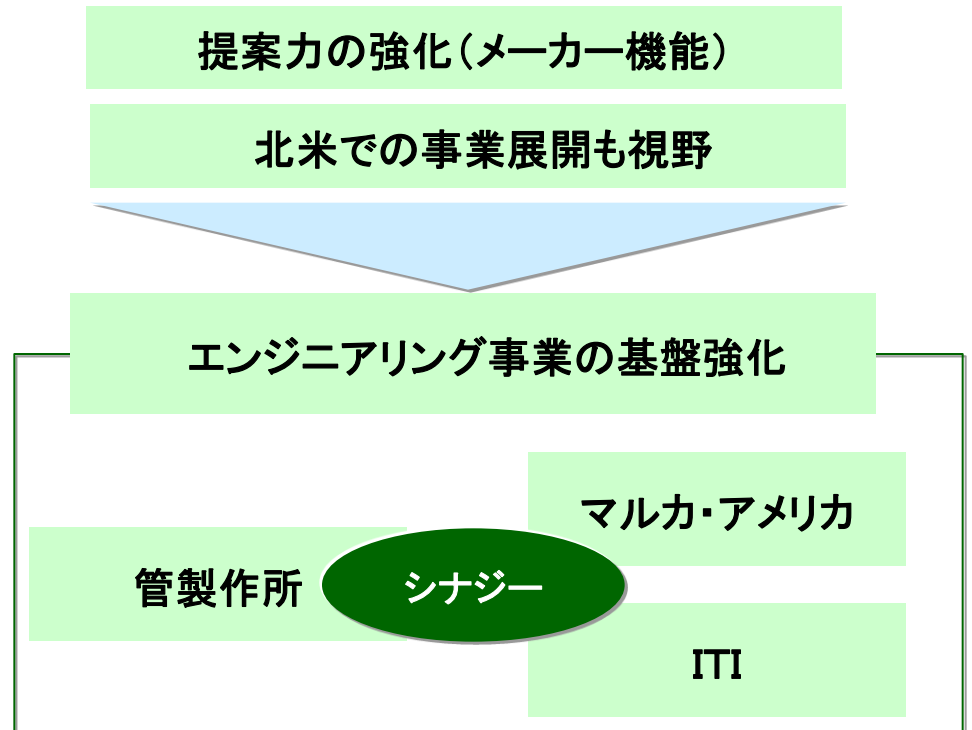 提案力の強化（メーカー機能）
北米での事業展開も視野
エンジニアリング事業の基盤強化
マルカ・アメリカ
管製作所
シナジー
ITI